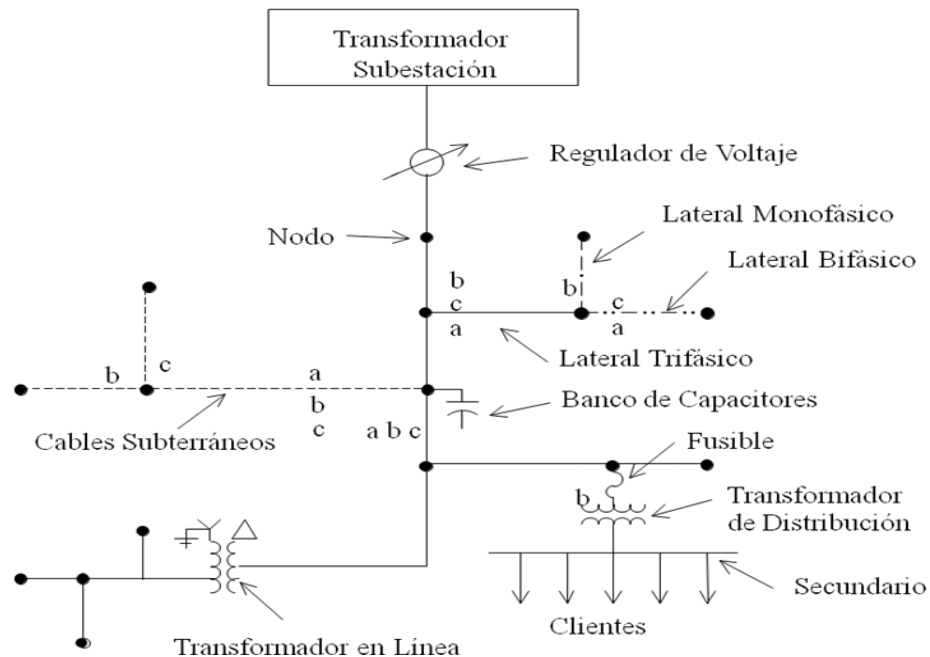 Transformador
Subestación
Regulador de Voltaje
Lateral Monofásico
Nodo
Lateral Bifásico
b
c
a
b
c
a
Lateral Trifásico
b
c
a
b
c
Cables Subterráneos
a b c
Banco de Capacitores
Fusible
b
Transformador
de Distribución
Secundario
Clientes
Transformador en Línea